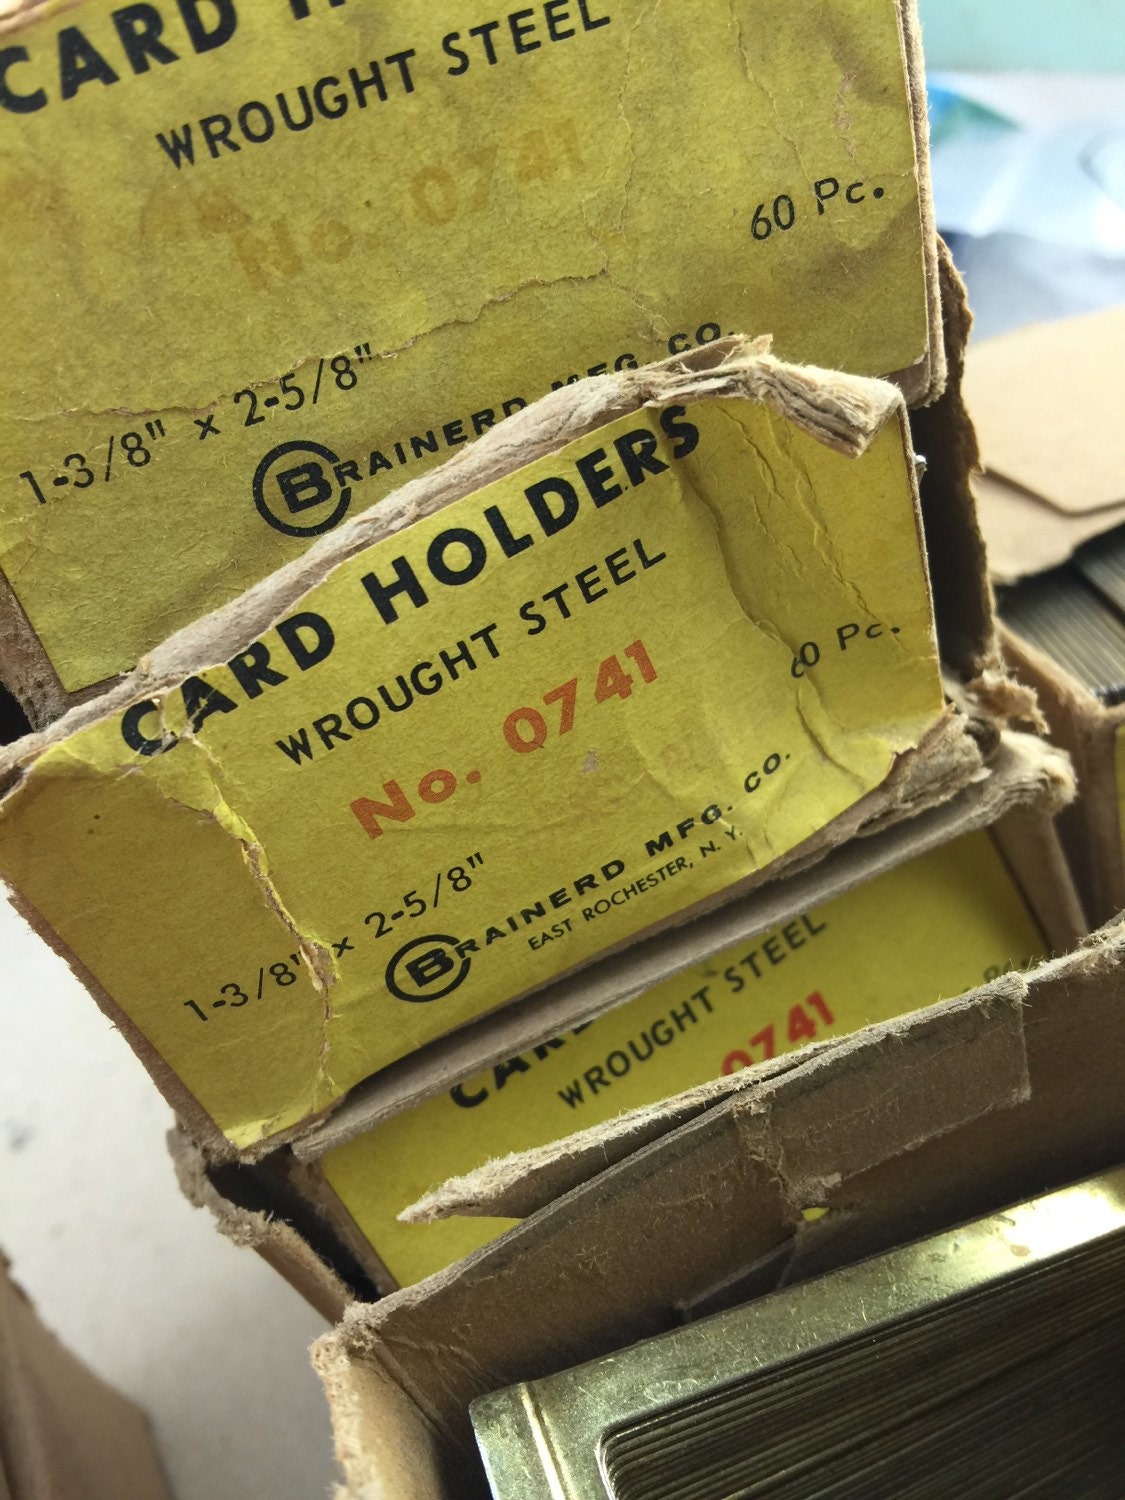 CARD
WROUGHT STEEL
No. 0741
60 Pc.
1-3/8" x 2-5/8"
BRAINERD MFG. CO.
CARD HOLDERS
WROUGHT STEEL
No. 0741
60 Pc.
1-3/8" x 2-5/8"
BRAINERD MFG. CO.
EAST ROCHESTER, N. Y.
CARD
WROUGHT STEEL
0741